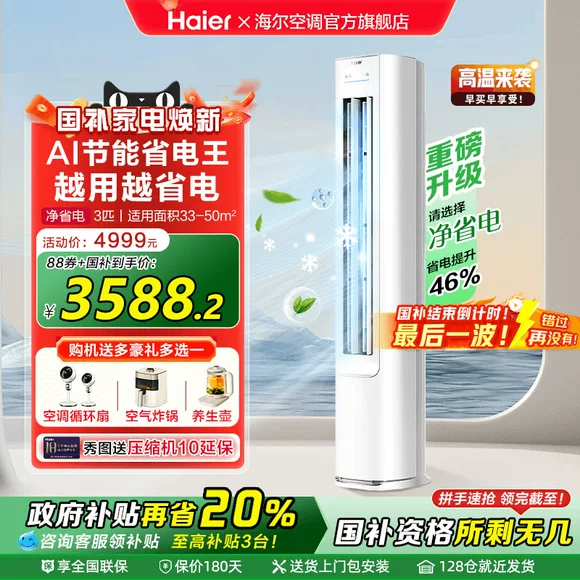 Haier × 海尔空调官方旗舰店
高温来袭
早买早享受!
国补家电焕新
AI节能省电王
越用越省电
净省电 3匹 | 适用面积33-50m²
活动价: 4999元
88券+国补到手价:
¥3588.2
购机送多豪礼多选一
空调循环扇 空气炸锅 养生壶
秀图送压缩机10延保
Haier
重磅
升级
请选择
净省电
省电提升
46%
国补结束倒计时!
最后一波!
错过
再没有!
政府补贴再省20%
咨询客服领补贴 至高补贴3台!
拼手速抢 领完截至!
国补资格所剩无几
享全国联保 保价180天 送货上门包安装 128仓就近发货